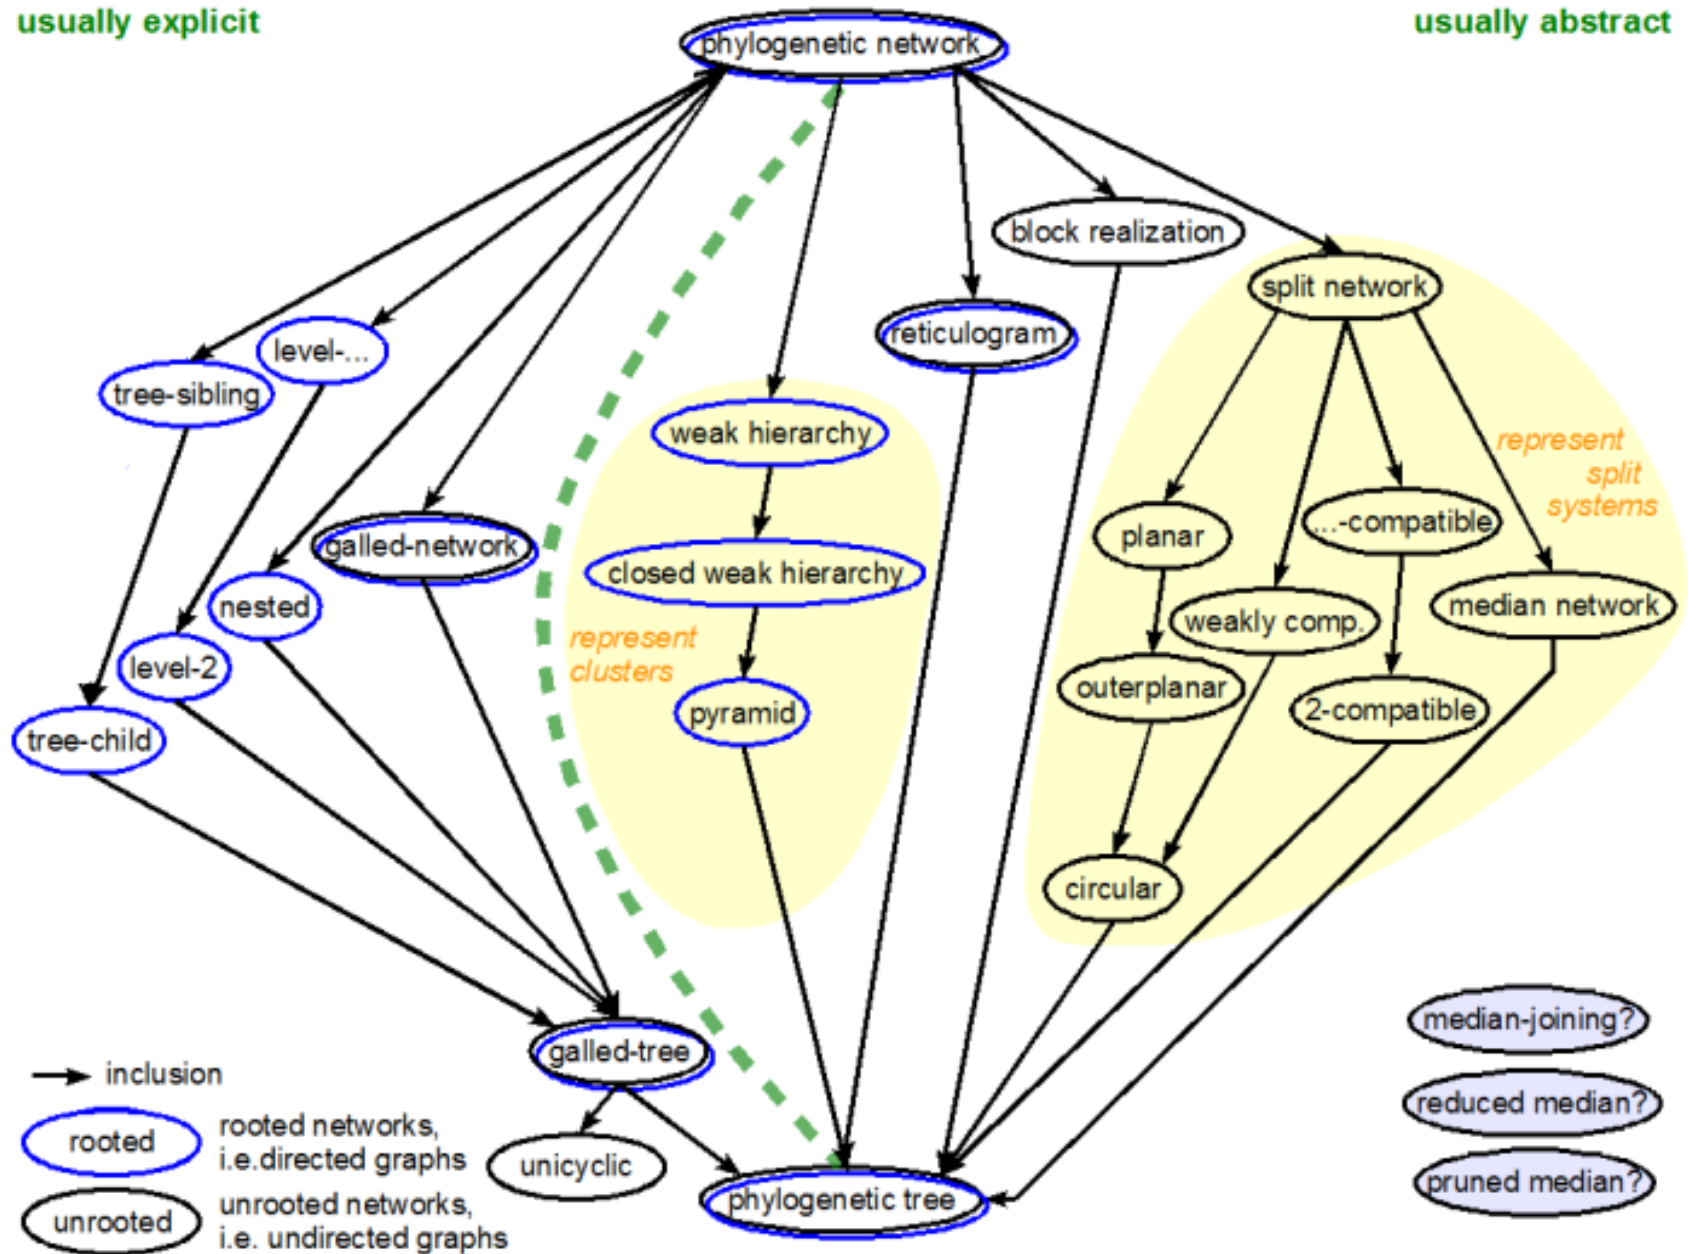 usually explicit
usually abstract
phylogenetic network
block realization
split network
reticulogram
level-...
tree-sibling
weak hierarchy
represent
split
systems
planar
...-compatible
galled-network
closed weak hierarchy
nested
weakly comp.
median network
represent
clusters
level-2
outerplanar
2-compatible
pyramid
tree-child
circular
median-joining?
galled-tree
inclusion
reduced median?
rooted
rooted networks,
i.e.directed graphs
unicyclic
pruned median?
phylogenetic tree
unrooted
unrooted networks,
i.e. undirected graphs